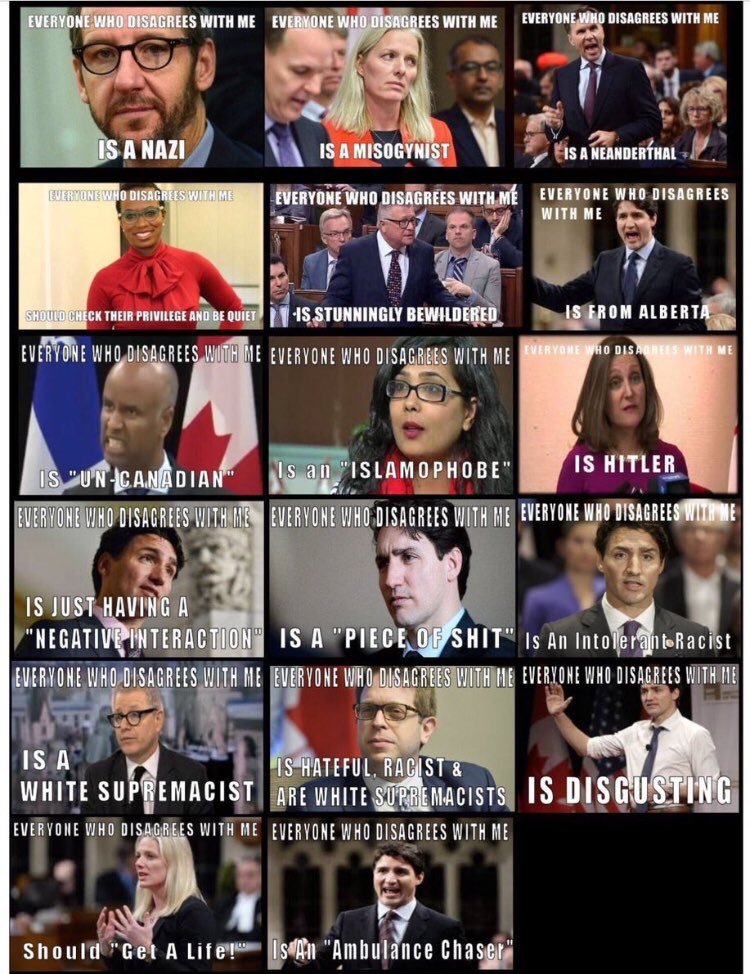 EVERYONE WHO DISAGREES WITH ME
IS A NAZI
EVERYONE WHO DISAGREES WITH ME
IS A MISOGYNIST
EVERYONE WHO DISAGREES WITH ME
IS A NEANDERTHAL
EVERYONE WHO DISAGREES WITH ME
SHOULD CHECK THEIR PRIVILEGE AND BE QUIET
EVERYONE WHO DISAGREES WITH ME
IS STUNNINGLY BEWILDERED
EVERYONE WHO DISAGREES
WITH ME
IS FROM ALBERTA
EVERYONE WHO DISAGREES WITH ME
IS "UN-CANADIAN"
EVERYONE WHO DISAGREES WITH ME
Is an "ISLAMOPHOBE"
EVERYONE WHO DISAGREES WITH ME
IS HITLER
EVERYONE WHO DISAGREES WITH ME
IS JUST HAVING A
"NEGATIVE INTERACTION"
EVERYONE WHO DISAGREES WITH ME
IS A "PIECE OF SHIT"
EVERYONE WHO DISAGREES WITH ME
Is An Intolerant Racist
EVERYONE WHO DISAGREES WITH ME
IS A
WHITE SUPREMACIST
EVERYONE WHO DISAGREES WITH ME
IS HATEFUL, RACIST &
ARE WHITE SUPREMACISTS
EVERYONE WHO DISAGREES WITH ME
IS DISGUSTING
EVERYONE WHO DISAGREES WITH ME
Should "Get A Life!"
EVERYONE WHO DISAGREES WITH ME
Is An "Ambulance Chaser"